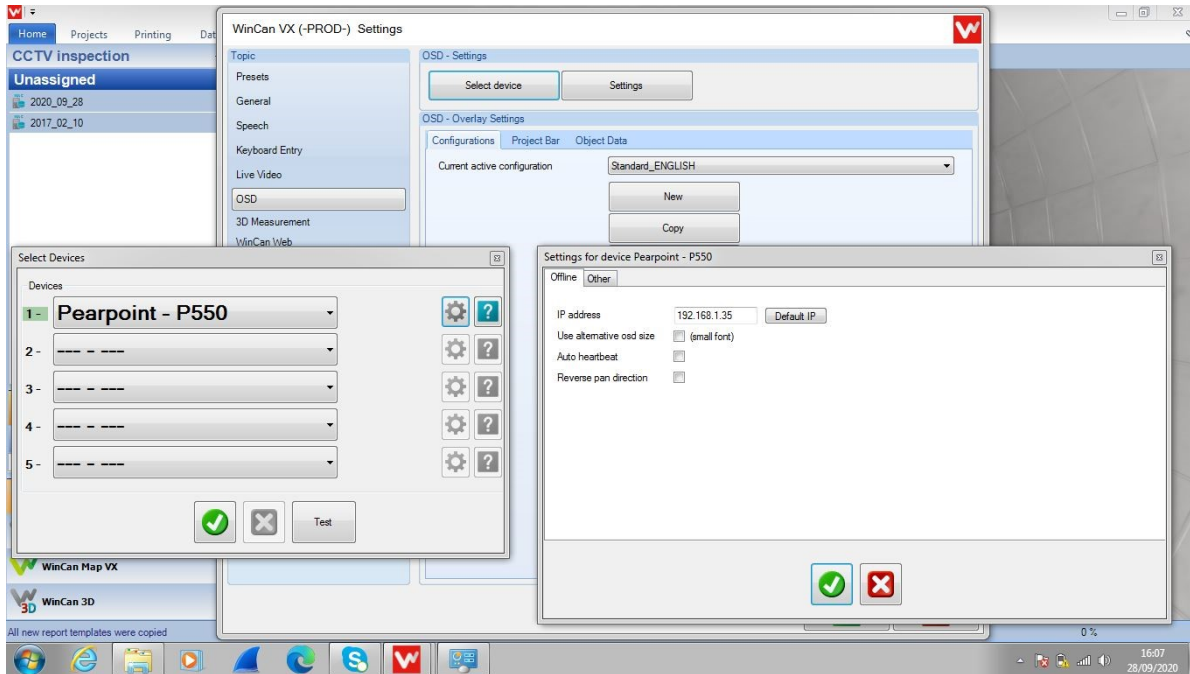 WinCan VX (-PROD-) Settings
Home Projects Printing Dat
CCTV inspection
Unassigned
2020_09_28
2017_02_10
Topic
Presets
General
Speech
Keyboard Entry
Live Video
OSD
3D Measurement
WinCan Web
OSD - Settings
Select device Settings
OSD - Overlay Settings
Configurations Project Bar Object Data
Current active configuration Standard_ENGLISH
New
Copy
Select Devices
Devices
1 - Pearpoint - P550 ?
2 - --- - --- ?
3 - --- - --- ?
4 - --- - --- ?
5 - --- - --- ?
Test
Settings for device Pearpoint - P550
Offline Other
IP address 192.168.1.35 Default IP
Use alternative osd size (small font)
Auto heartbeat
Reverse pan direction
WinCan Map VX
3D WinCan 3D
All new report templates were copied 0 %
16:07
28/09/2020